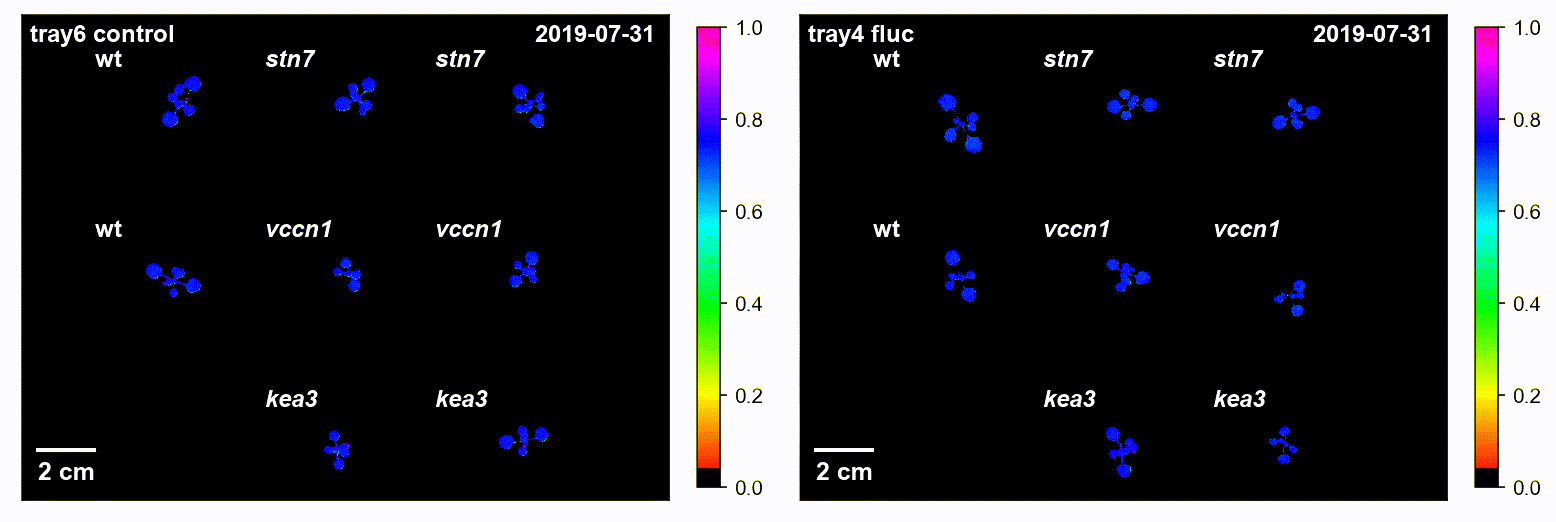 tray6 control 2019-07-31
wt stn7 stn7
wt vccn1 vccn1
kea3 kea3
2 cm
1.0
0.8
0.6
0.4
0.2
0.0
tray4 fluc 2019-07-31
wt stn7 stn7
wt vccn1 vccn1
kea3 kea3
2 cm
1.0
0.8
0.6
0.4
0.2
0.0